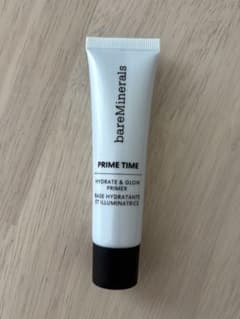 bareMinerals
PRIME TIME
HYDRATE & GLOW
PRIMER
BASE HYDRATANTE
ET ILLUMINATRICE